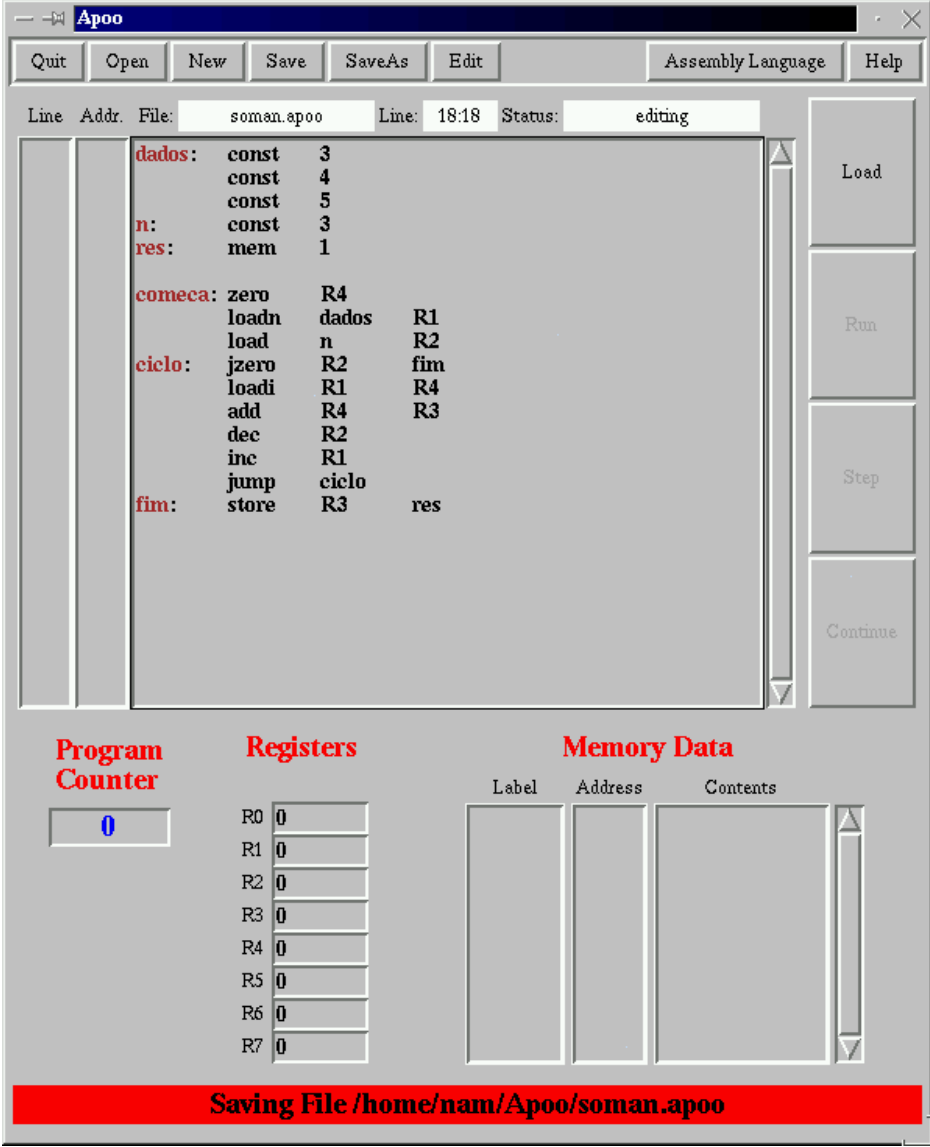 Apoo
Quit Open New Save SaveAs Edit Assembly Language Help
Line Addr. File: soman.apoo Line: 18:18 Status: editing
dados: const 3
const 4
const 5
n: const 3
res: mem 1
comeca: zero R4
loadn dados R1
load n R2
ciclo: jzero R2 fim
loadi R1 R4
add R4 R3
dec R2
inc R1
jump ciclo
fim: store R3 res
Load
Run
Step
Continue
Program
Counter
0
Registers
R0 0
R1 0
R2 0
R3 0
R4 0
R5 0
R6 0
R7 0
Memory Data
Label Address Contents
Saving File /home/nam/Apoo/soman.apoo